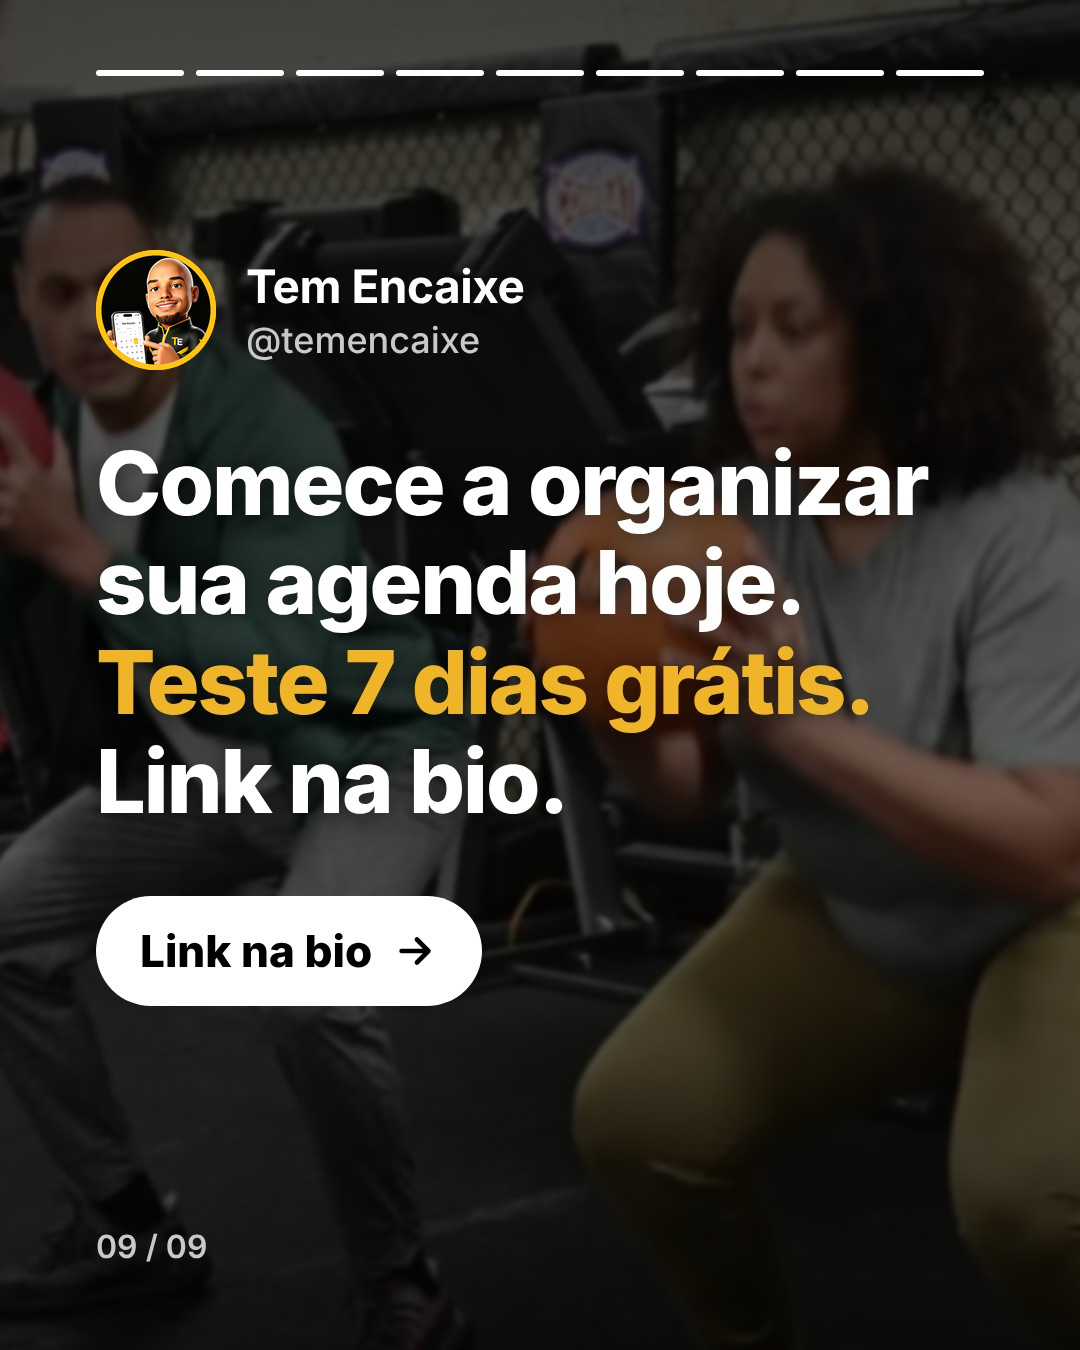 Tem Encaixe
@temencaixe
Comece a organizar
sua agenda hoje.
Teste 7 dias grátis.
Link na bio.
Link na bio →
09 / 09
TE